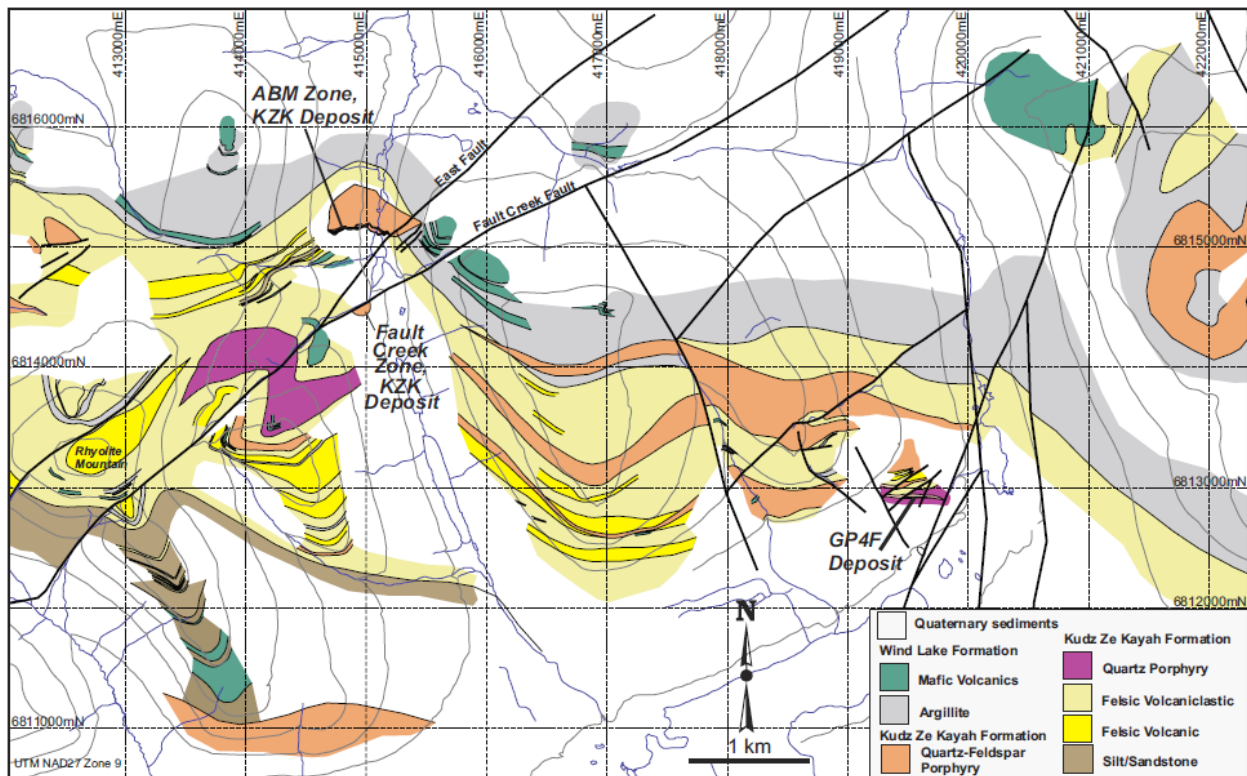 413000mE
414000mE
415000mE
416000mE
417000mE
418000mE
419000mE
420000mE
421000mE
422000mE
ABM Zone,
KZK Deposit
6816000mN
East Fault
Fault Creek Fault
6815000mN
Fault
Creek
Zone,
KZK
Deposit
6814000mN
Rhyolite
Mountain
6813000mN
GP4F
Deposit
6812000mN
N
6811000mN
1 km
UTM NAD27 Zone 9
Quaternary sediments
Wind Lake Formation
Mafic Volcanics
Argillite
Kudz Ze Kayah Formation
Quartz-Feldspar
Porphyry
Kudz Ze Kayah Formation
Quartz Porphyry
Felsic Volcaniclastic
Felsic Volcanic
Silt/Sandstone